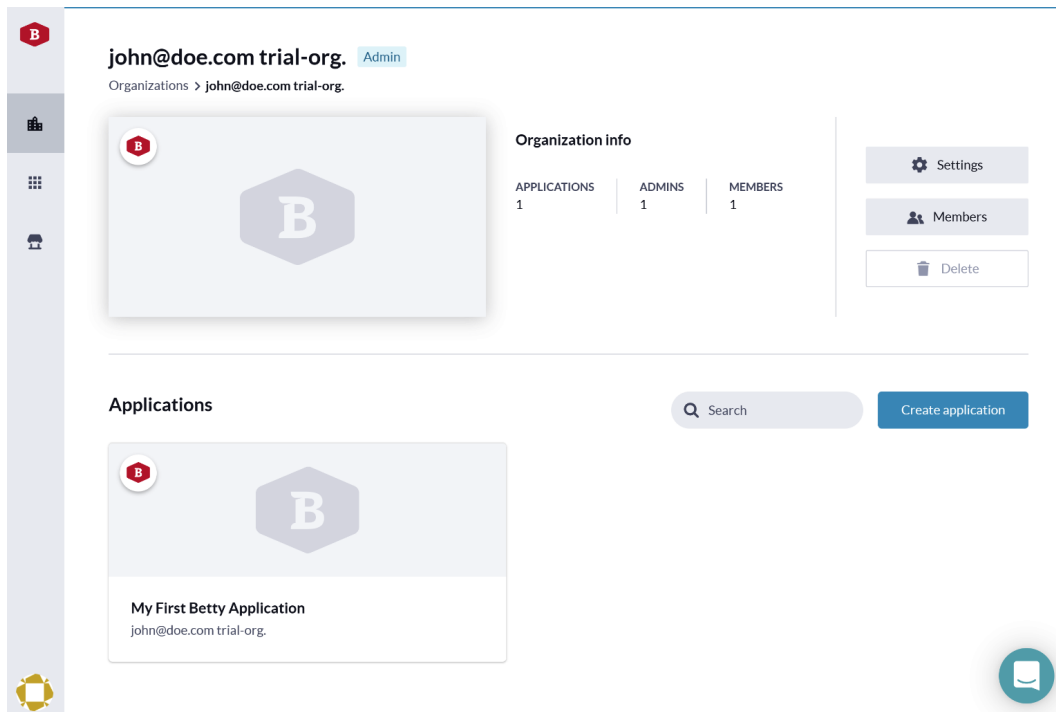 B
john@doe.com trial-org. Admin
Organizations > john@doe.com trial-org.
B
B
Organization info
APPLICATIONS ADMINS MEMBERS
1 1 1
Settings
Members
Delete
Applications
Search
Create application
B
B
My First Betty Application
john@doe.com trial-org.